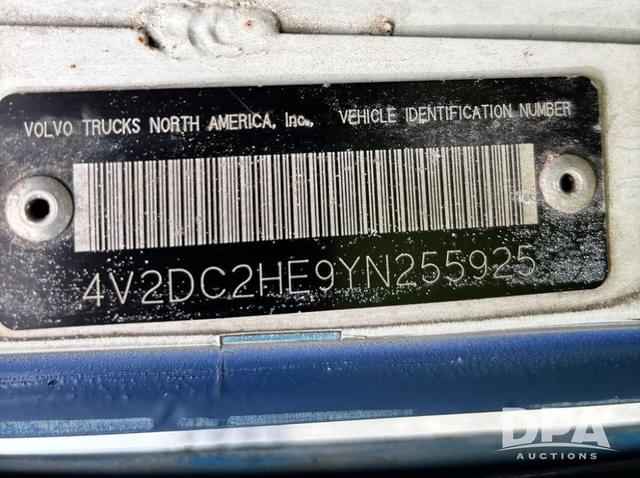 VOLVO TRUCKS NORTH AMERICA, Inc., VEHICLE IDENTIFICATION NUMBER
4V2DC2HE9YN255925
DPA
AUCTIONS